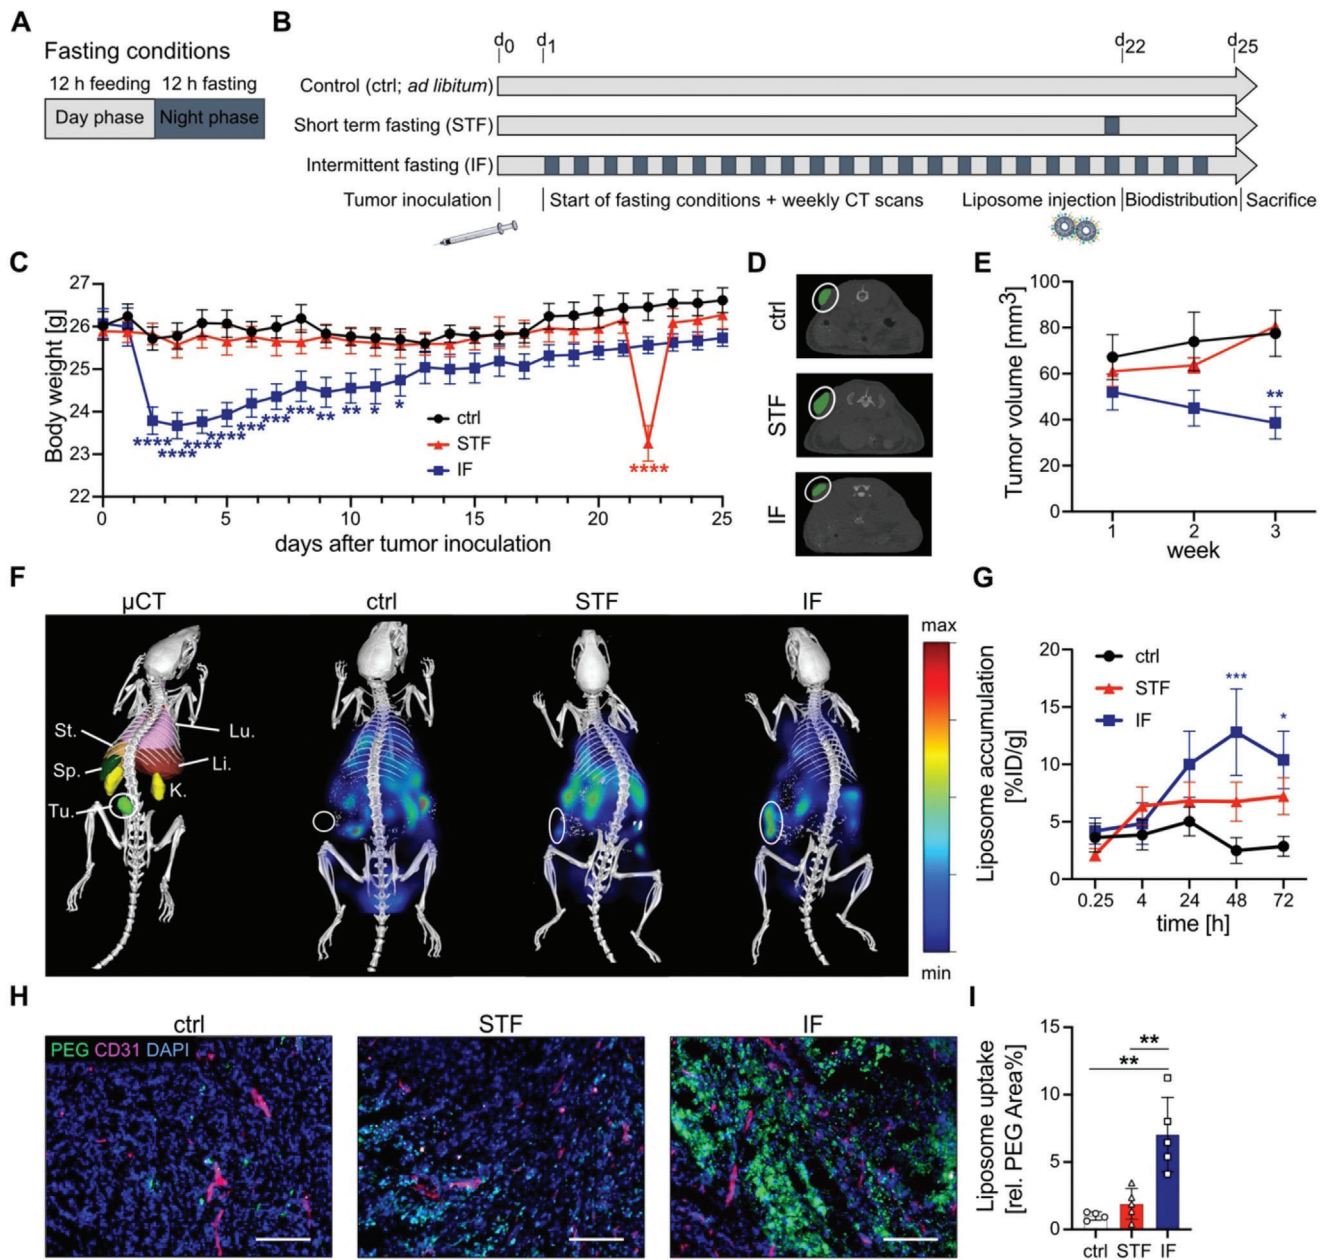 A
Fasting conditions
12 h feeding 12 h fasting
Day phase Night phase
B
d0 d1 d22 d25
Control (ctrl; ad libitum)
Short term fasting (STF)
Intermittent fasting (IF)
Tumor inoculation Start of fasting conditions + weekly CT scans Liposome injection Biodistribution Sacrifice
C
Body weight [g]
27
26
25
24
23
22
**** **** **** **** *** *** *** ** ** * *
****
ctrl
STF
IF
0 5 10 15 20 25
days after tumor inoculation
D
ctrl
STF
IF
E
Tumor volume [mm3]
100
80
60
40
20
0
**
1 2 3
week
F
µCT ctrl STF IF
St.
Sp.
Tu.
Lu.
Li.
K.
max
min
G
Liposome accumulation
[%ID/g]
20
15
10
5
0
ctrl
STF
IF
***
*
0.25 4 24 48 72
time [h]
H
ctrl STF IF
PEG CD31 DAPI
I
Liposome uptake
[rel. PEG Area%]
15
10
5
0
**
**
ctrl STF IF